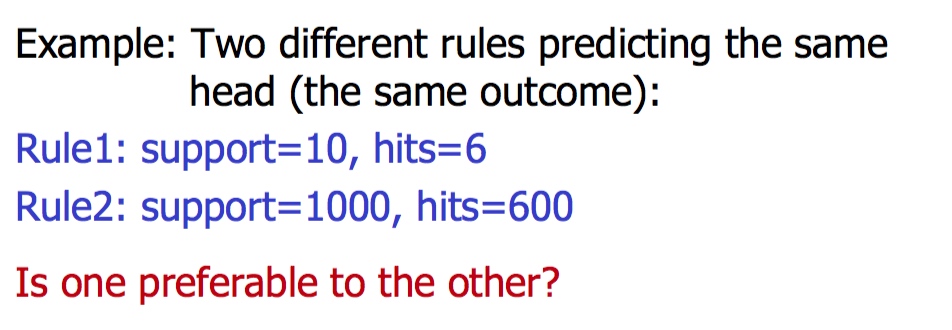 Example: Two different rules predicting the same
head (the same outcome):
Rule1: support=10, hits=6
Rule2: support=1000, hits=600
Is one preferable to the other?